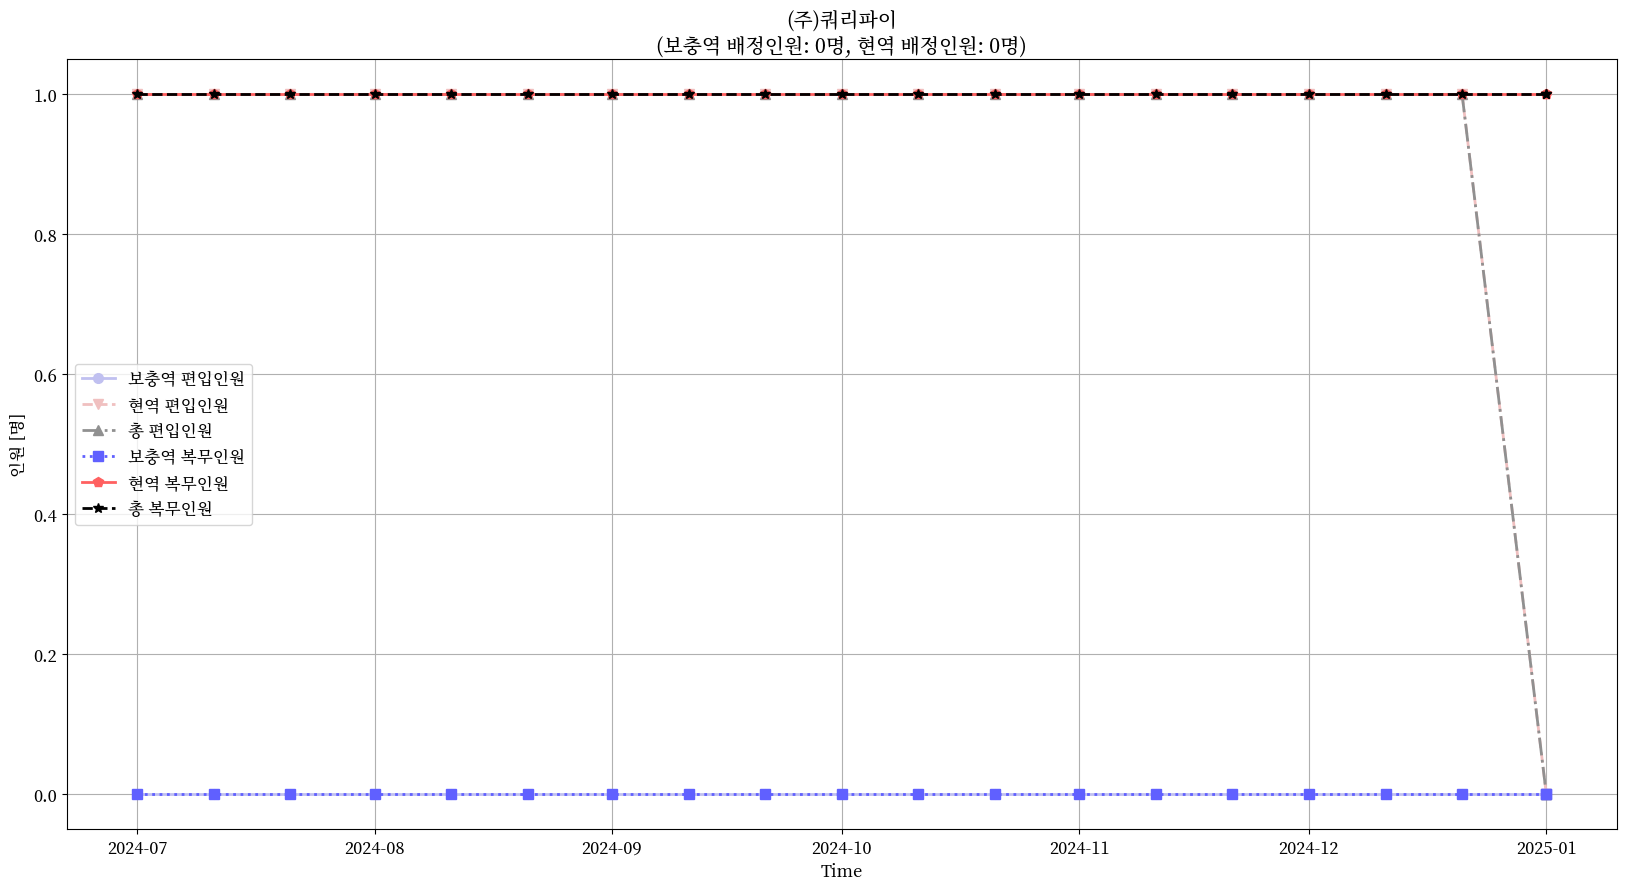 (주)쿼리파이
(보충역 배정인원: 0명, 현역 배정인원: 0명)
1.0
0.8
0.6
0.4
0.2
0.0
인원 [명]
보충역 편입인원
현역 편입인원
총 편입인원
보충역 복무인원
현역 복무인원
총 복무인원
2024-07
2024-08
2024-09
2024-10
2024-11
2024-12
2025-01
Time